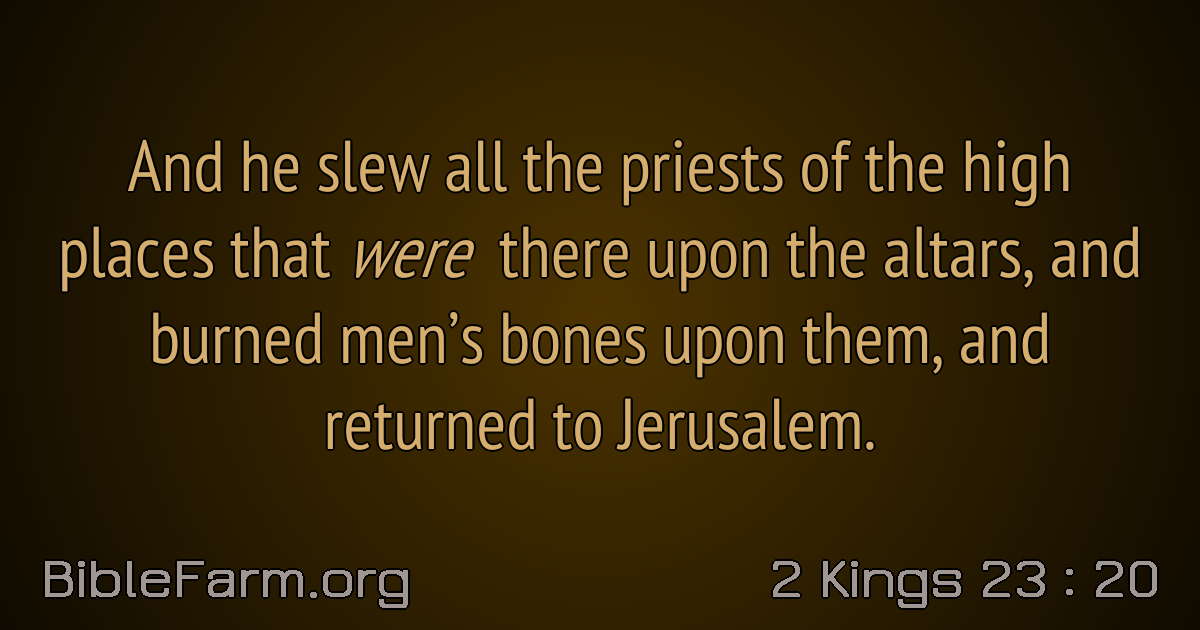 And he slew all the priests of the high
places that were there upon the altars, and
burned men’s bones upon them, and
returned to Jerusalem.
BibleFarm.org
2 Kings 23 : 20